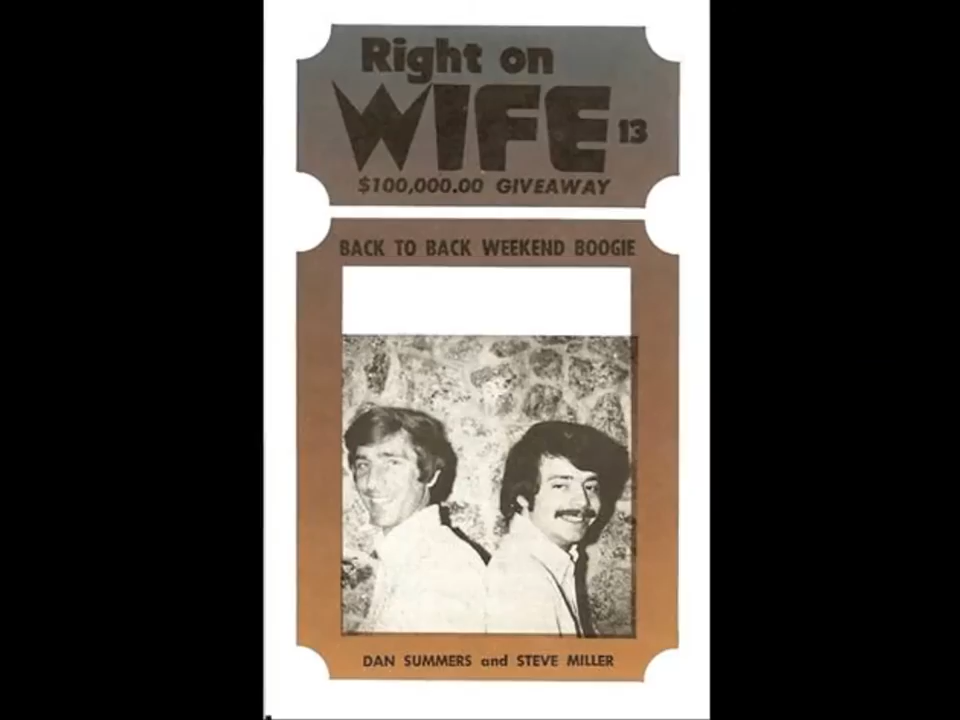 Right on
WIFE 13
$100,000.00 GIVEAWAY
BACK TO BACK WEEKEND BOOGIE
DAN SUMMERS and STEVE MILLER